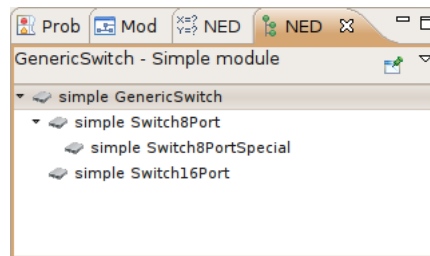 Prob Mod X=? Y=? NED NED
GenericSwitch - Simple module
simple GenericSwitch
simple Switch8Port
simple Switch8PortSpecial
simple Switch16Port